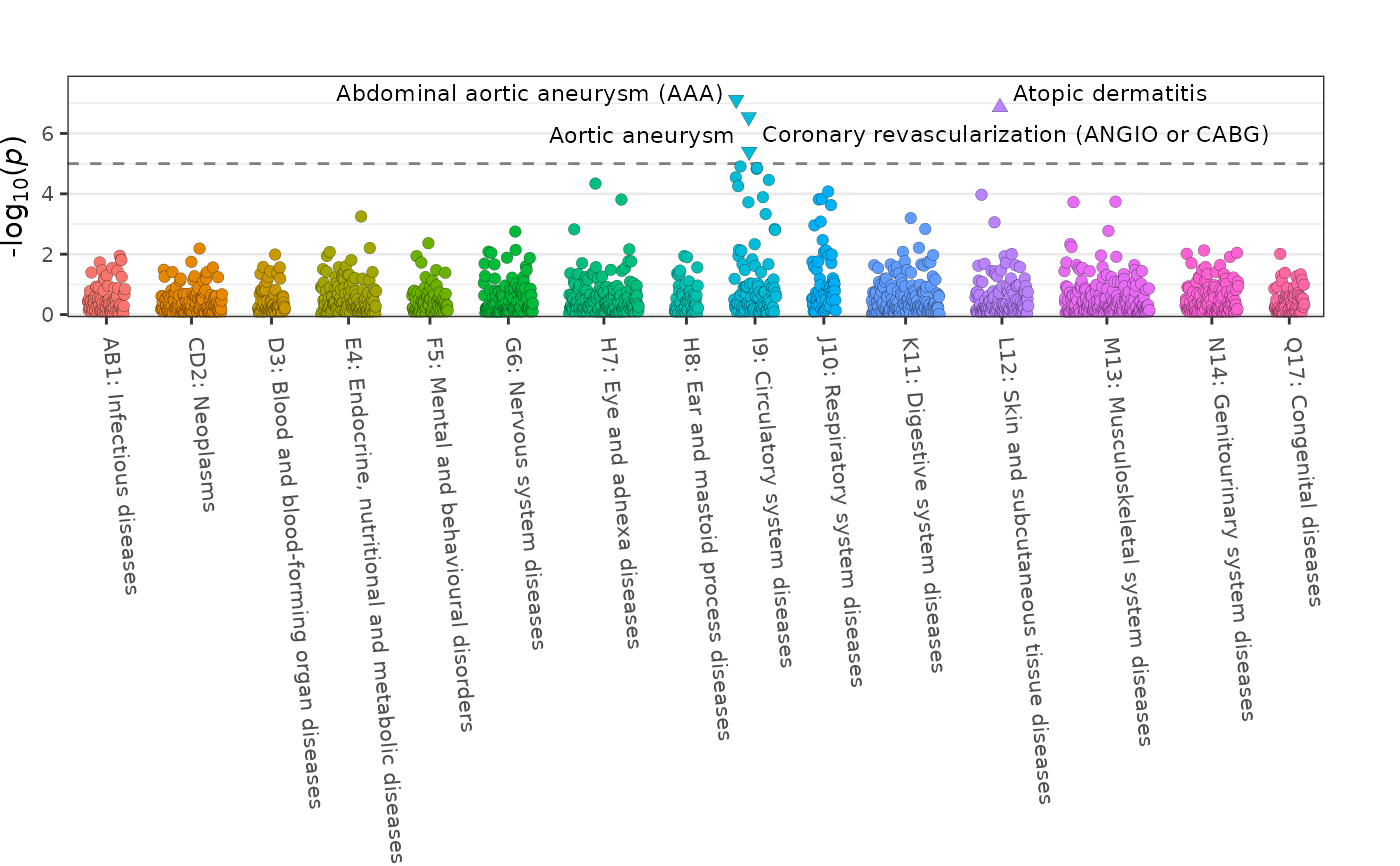 Abdominal aortic aneurysm (AAA)
Atopic dermatitis
Aortic aneurysm
Coronary revascularization (ANGIO or CABG)
-log10(p)
6
4
2
0
AB1: Infectious diseases
CD2: Neoplasms
D3: Blood and blood-forming organ diseases
E4: Endocrine, nutritional and metabolic diseases
F5: Mental and behavioural disorders
G6: Nervous system diseases
H7: Eye and adnexa diseases
H8: Ear and mastoid process diseases
I9: Circulatory system diseases
J10: Respiratory system diseases
K11: Digestive system diseases
L12: Skin and subcutaneous tissue diseases
M13: Musculoskeletal system diseases
N14: Genitourinary system diseases
Q17: Congenital diseases